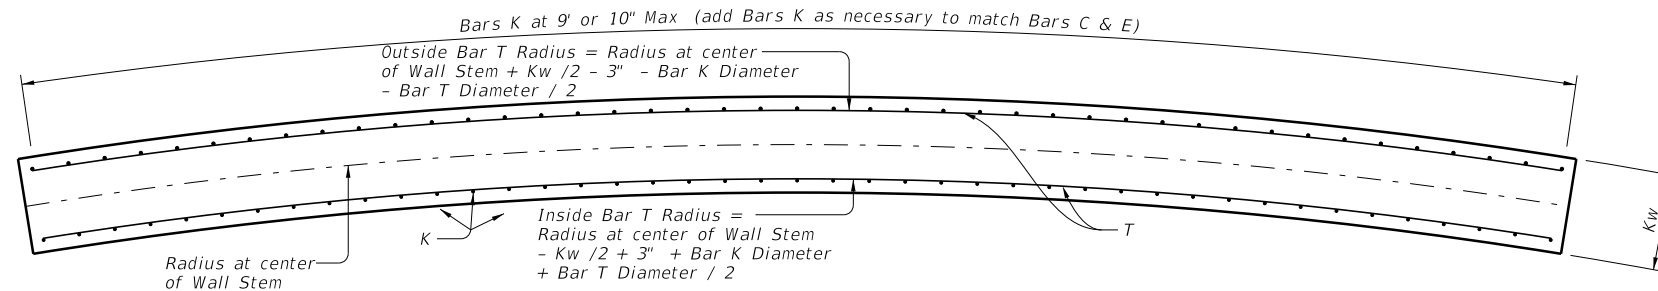 Bars K at 9' or 10" Max (add Bars K as necessary to match Bars C & E)
Outside Bar T Radius = Radius at center
of Wall Stem + Kw /2 - 3" - Bar K Diameter
- Bar T Diameter / 2
Inside Bar T Radius =
Radius at center of Wall Stem
- Kw /2 + 3" + Bar K Diameter
+ Bar T Diameter / 2
K
T
Kw
Radius at center
of Wall Stem